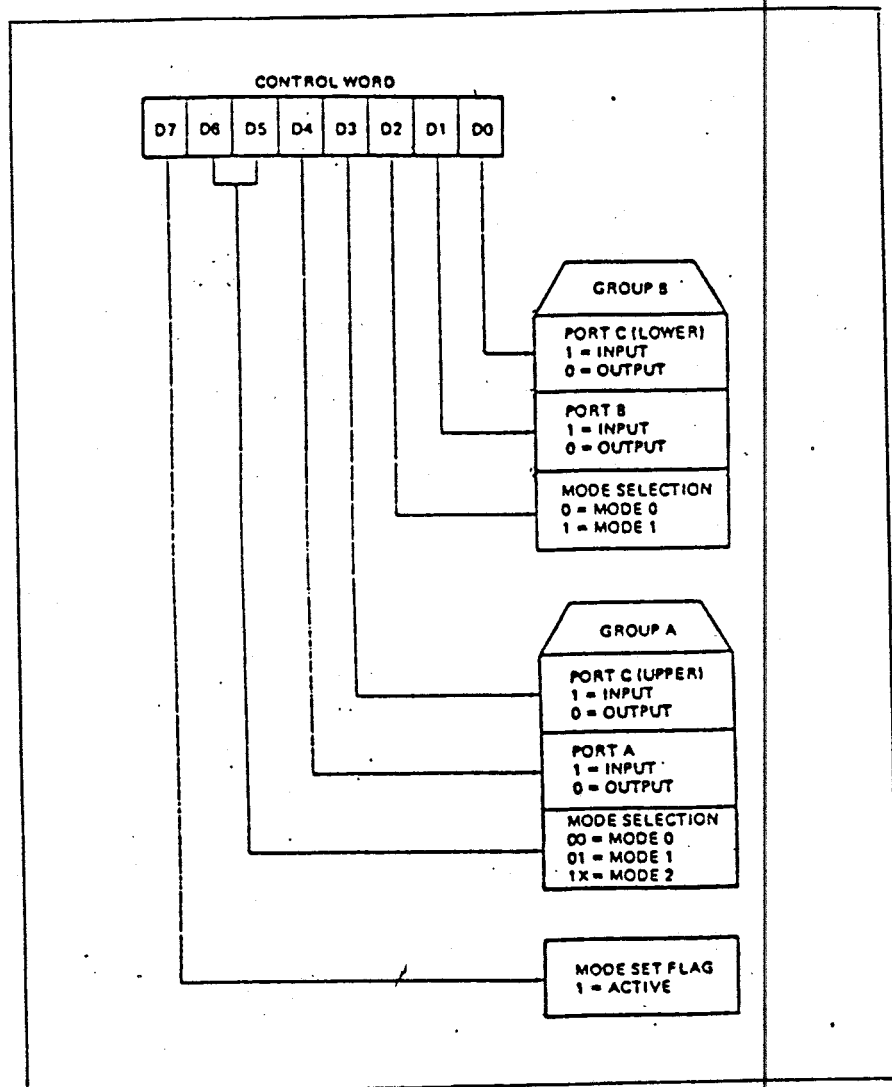 CONTROL WORD
D7 D6 D5 D4 D3 D2 D1 D0
GROUP B
PORT C (LOWER)
1 = INPUT
0 = OUTPUT
PORT B
1 = INPUT
0 = OUTPUT
MODE SELECTION
0 = MODE 0
1 = MODE 1
GROUP A
PORT C (UPPER)
1 = INPUT
0 = OUTPUT
PORT A
1 = INPUT
0 = OUTPUT
MODE SELECTION
00 = MODE 0
01 = MODE 1
1X = MODE 2
MODE SET FLAG
1 = ACTIVE